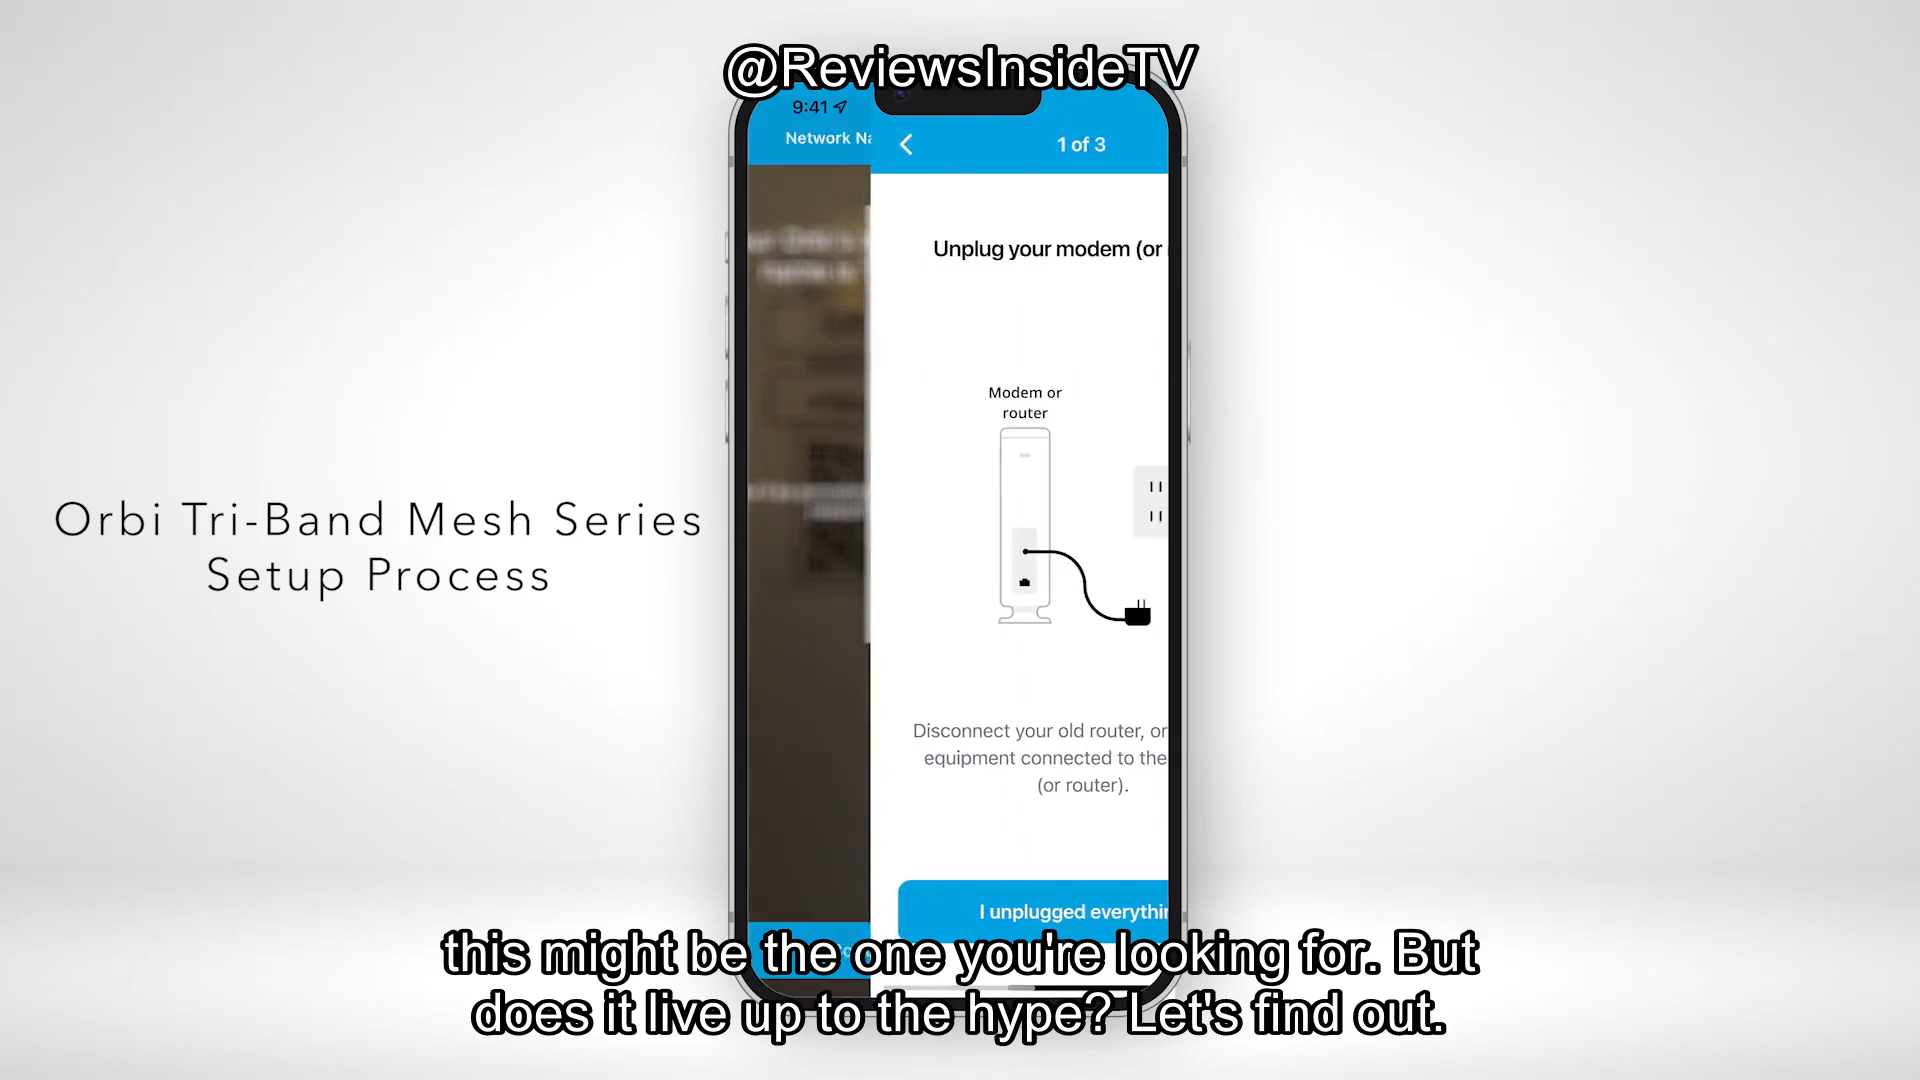 @ReviewsInsideTV
9:41
Network Na
1 of 3
Unplug your modem (or
Modem or
router
Orbi Tri-Band Mesh Series
Setup Process
Disconnect your old router, or
equipment connected to the
(or router).
I unplugged everythin
this might be the one you're looking for. But
does it live up to the hype? Let's find out.